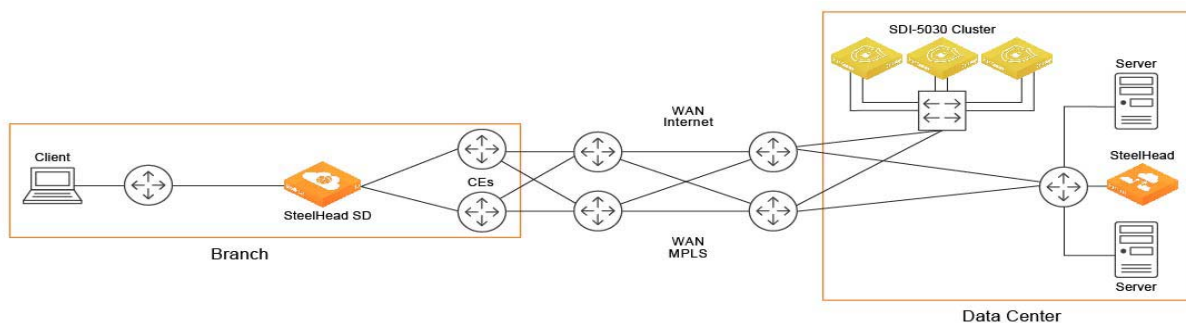 SDI-5030 Cluster
Server
WAN
Internet
Client
CEs
SteelHead
SteelHead SD
Branch
WAN
MPLS
Server
Data Center